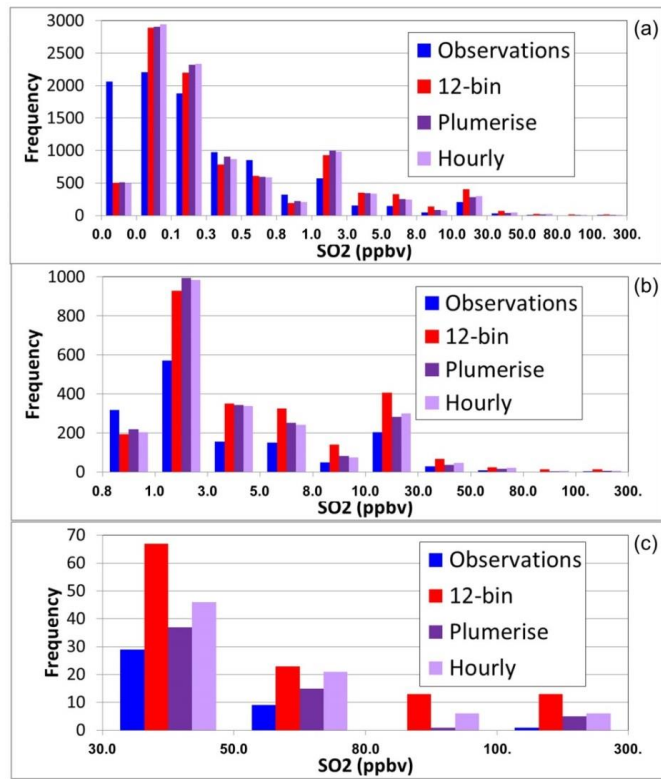 (a)
3000
2500
2000
1500
1000
500
0
Frequency
Observations
12-bin
Plumerise
Hourly
0.0 0.0 0.1 0.3 0.5 0.8 1.0 3.0 5.0 8.0 10.0 30.0 50.0 80.0 100. 300.
SO2 (ppbv)
(b)
1000
800
600
400
200
0
Frequency
Observations
12-bin
Plumerise
Hourly
0.8 1.0 3.0 5.0 8.0 10.0 30.0 50.0 80.0 100. 300.
SO2 (ppbv)
(c)
70
60
50
40
30
20
10
0
Frequency
Observations
12-bin
Plumerise
Hourly
30.0 50.0 80.0 100. 300.
SO2 (ppbv)